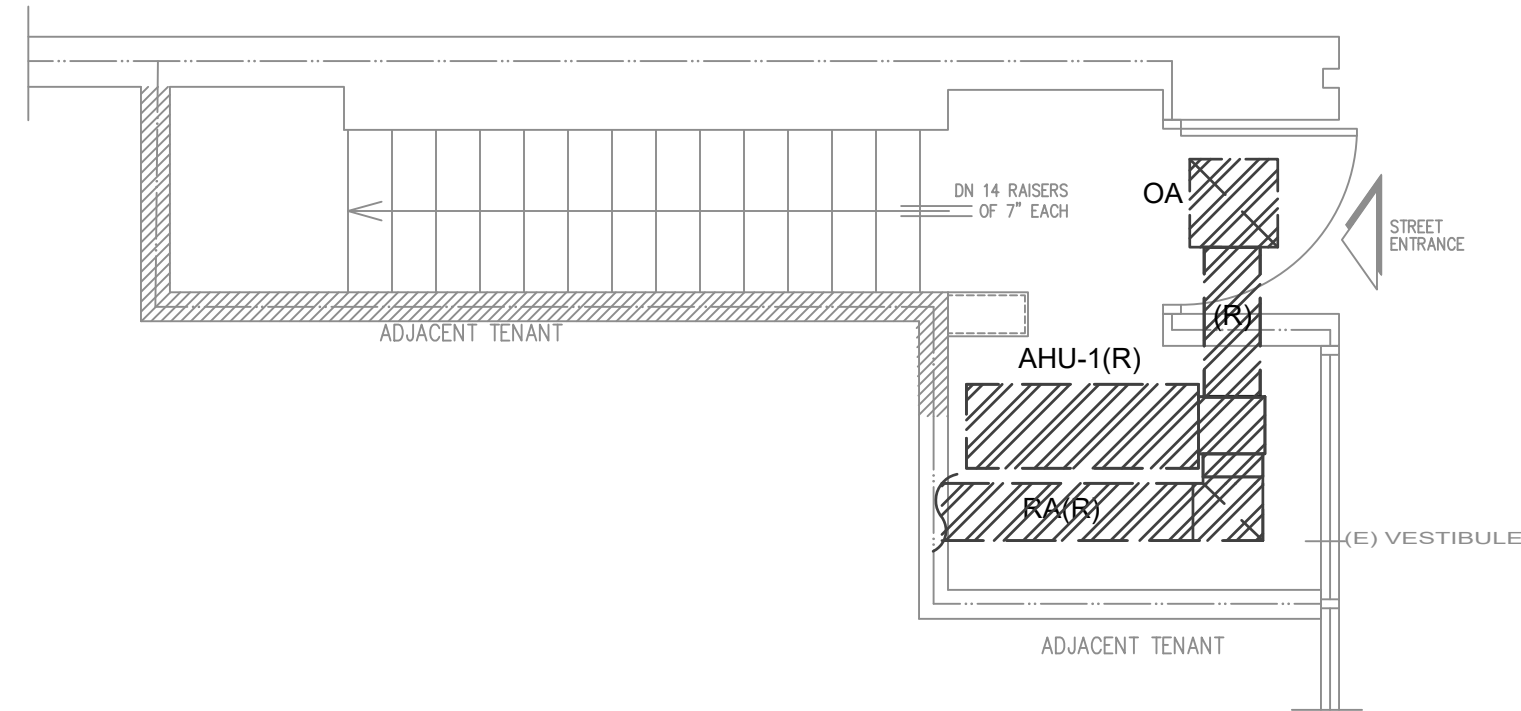 DN 14 RAISERS
OF 7" EACH
OA
STREET
ENTRANCE
(R)
ADJACENT TENANT
AHU-1(R)
RA(R)
(E) VESTIBULE
ADJACENT TENANT